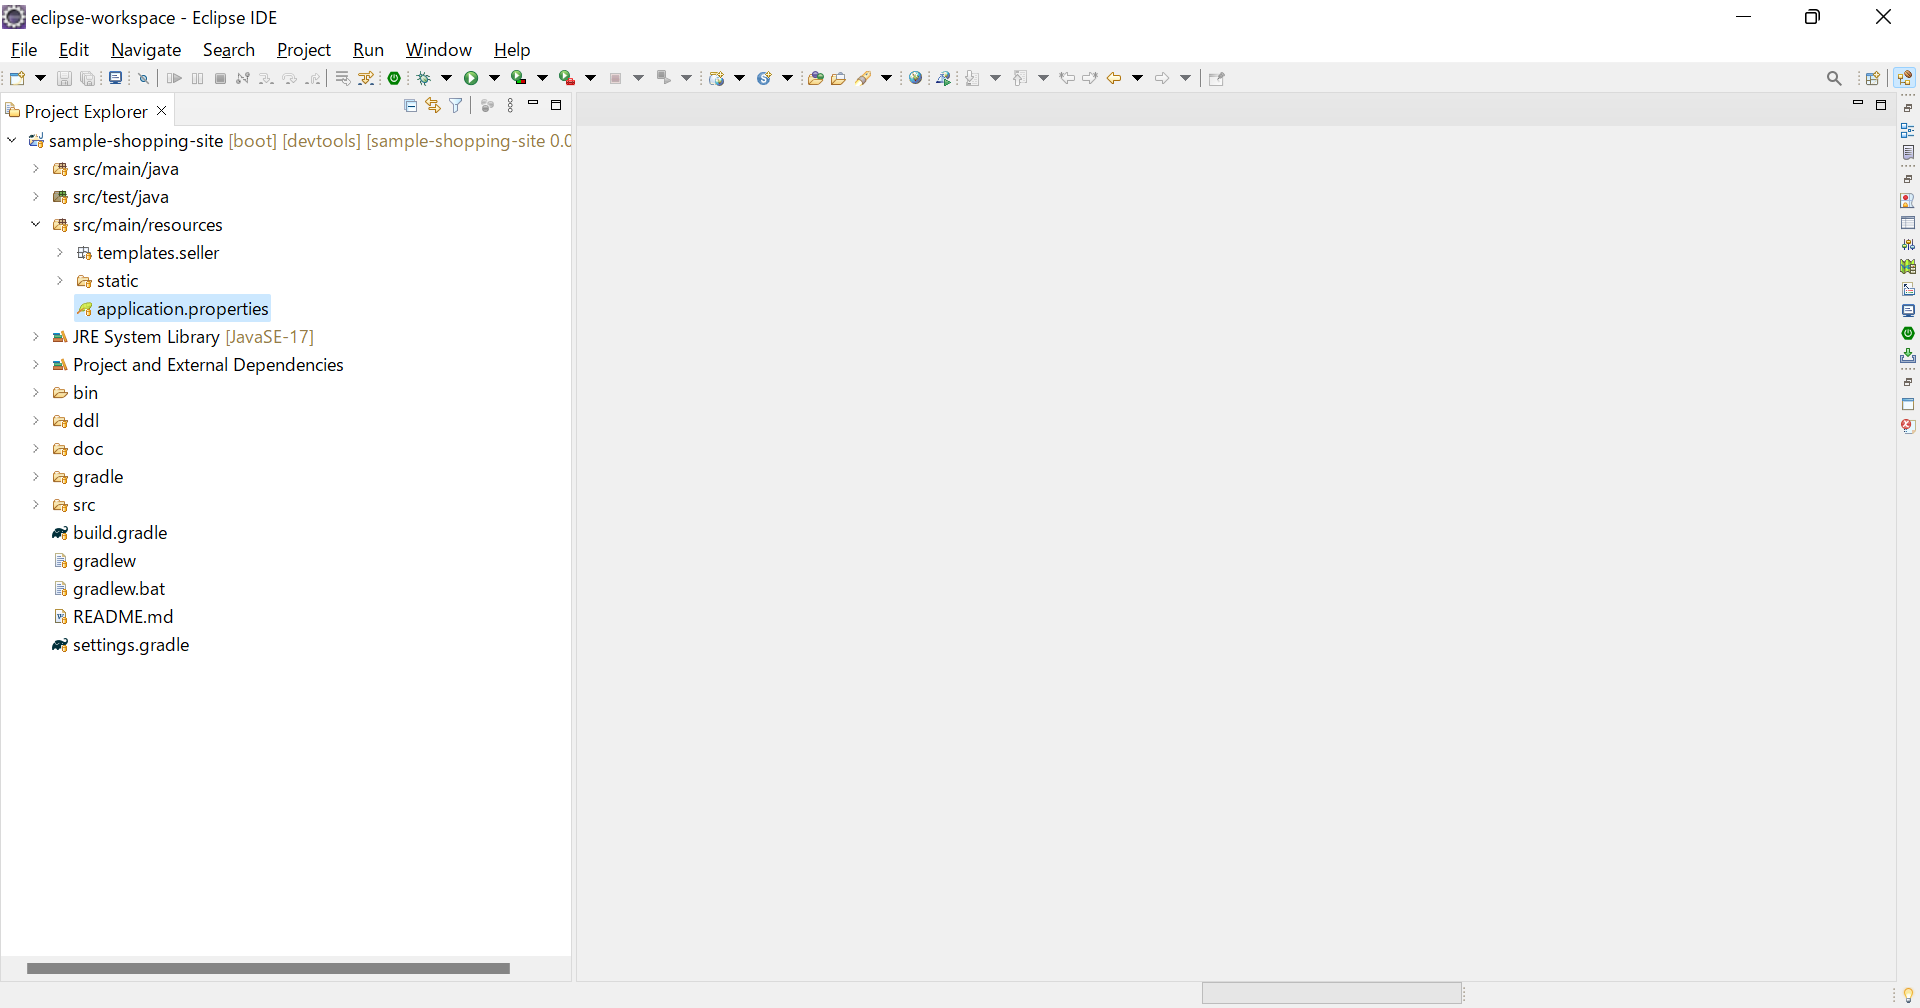 eclipse-workspace - Eclipse IDE
File Edit Navigate Search Project Run Window Help
Project Explorer
sample-shopping-site [boot] [devtools] [sample-shopping-site 0.0
src/main/java
src/test/java
src/main/resources
templates.seller
static
application.properties
JRE System Library [JavaSE-17]
Project and External Dependencies
bin
ddl
doc
gradle
src
build.gradle
gradlew
gradlew.bat
README.md
settings.gradle